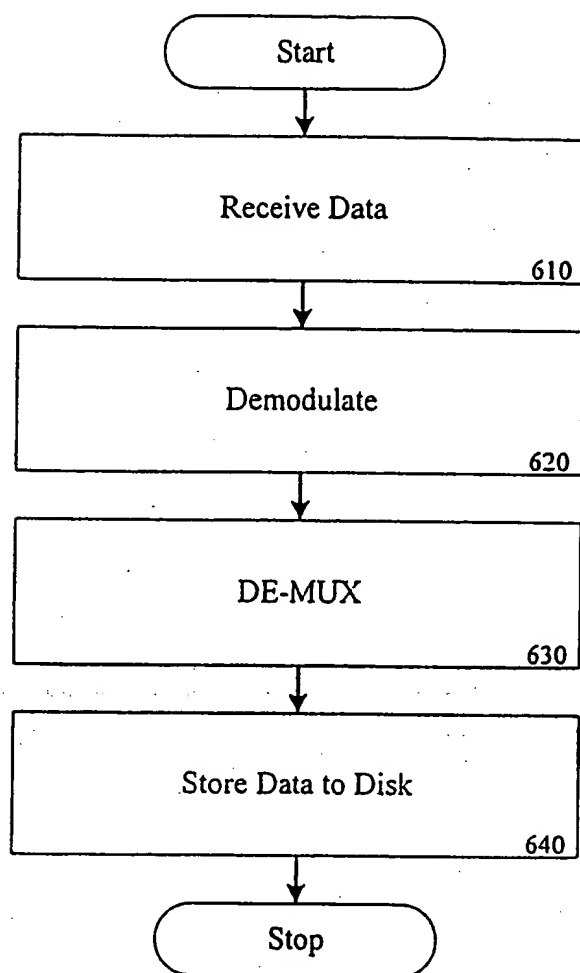 Start
Receive Data
610
Demodulate
620
DE-MUX
630
Store Data to Disk
640
Stop